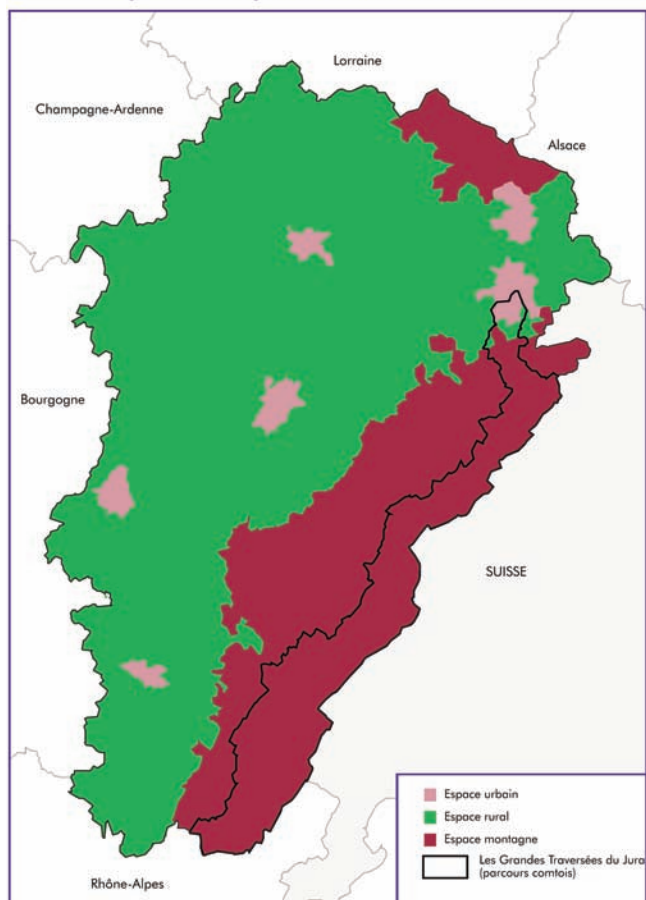 Lorraine
Champagne-Ardenne
Alsace
Bourgogne
SUISSE
Espace urbain
Espace rural
Espace montagne
Les Grandes Traversées du Jura
(parcours comtois)
Rhône-Alpes